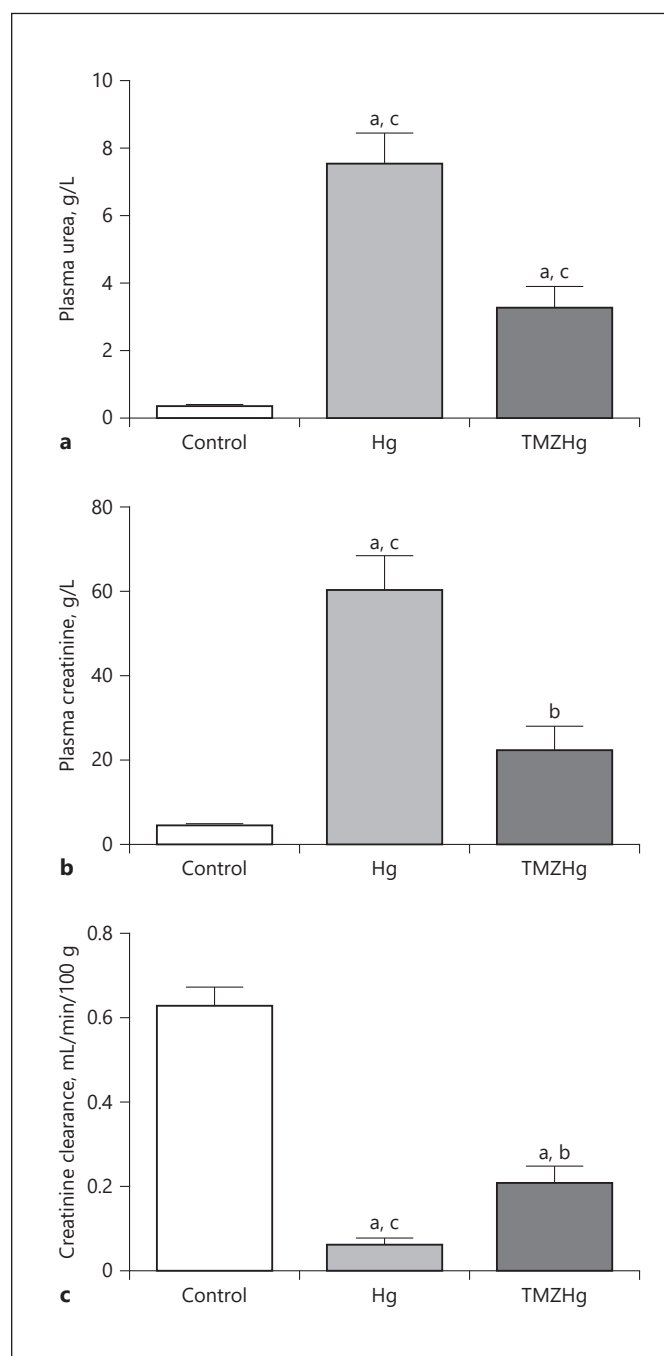 10
8
6
4
2
0
Plasma urea, g/L
a, c
a, c
Control Hg TMZHg
a
80
60
40
20
0
Plasma creatinine, g/L
a, c
b
Control Hg TMZHg
b
0.8
0.6
0.4
0.2
0
Creatinine clearance, mL/min/100 g
a, c
a, b
Control Hg TMZHg
c